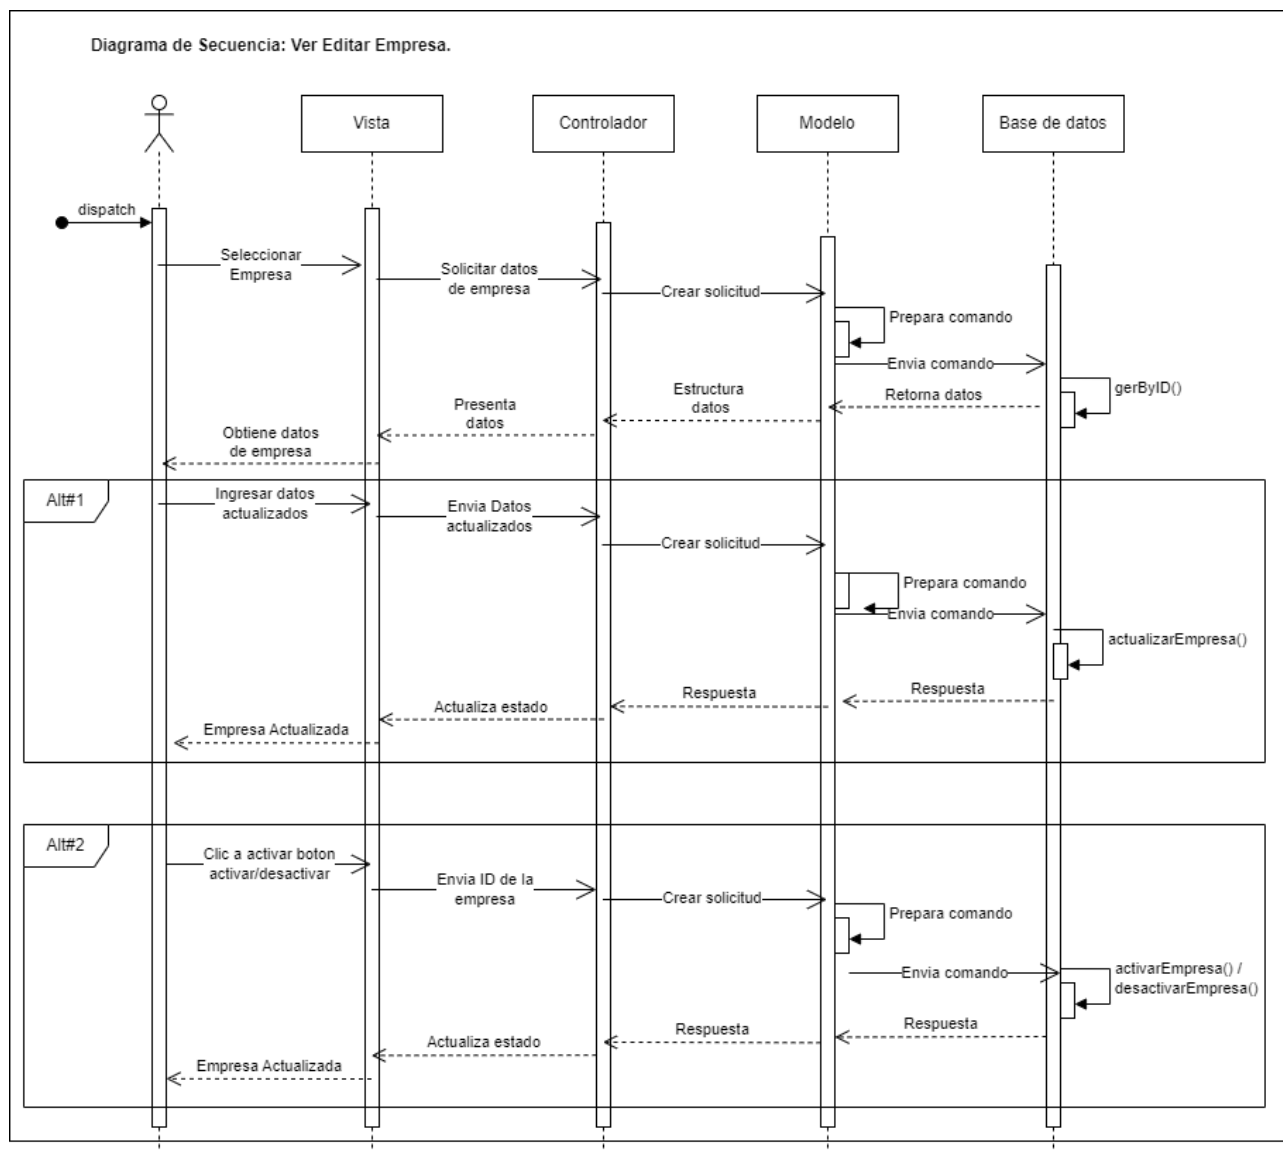 Diagrama de Secuencia: Ver Editar Empresa.
Vista
Controlador
Modelo
Base de datos
dispatch
Seleccionar
Empresa
Solicitar datos
de empresa
Crear solicitud
Prepara comando
Envia comando
gerByID()
Retorna datos
Estructura
datos
Presenta
datos
Obtiene datos
de empresa
Alt#1
Ingresar datos
actualizados
Envia Datos
actualizados
Crear solicitud
Prepara comando
Envia comando
actualizarEmpresa()
Respuesta
Respuesta
Actualiza estado
Empresa Actualizada
Alt#2
Clic a activar boton
activar/desactivar
Envia ID de la
empresa
Crear solicitud
Prepara comando
Envia comando
activarEmpresa() /
desactivarEmpresa()
Respuesta
Respuesta
Actualiza estado
Empresa Actualizada